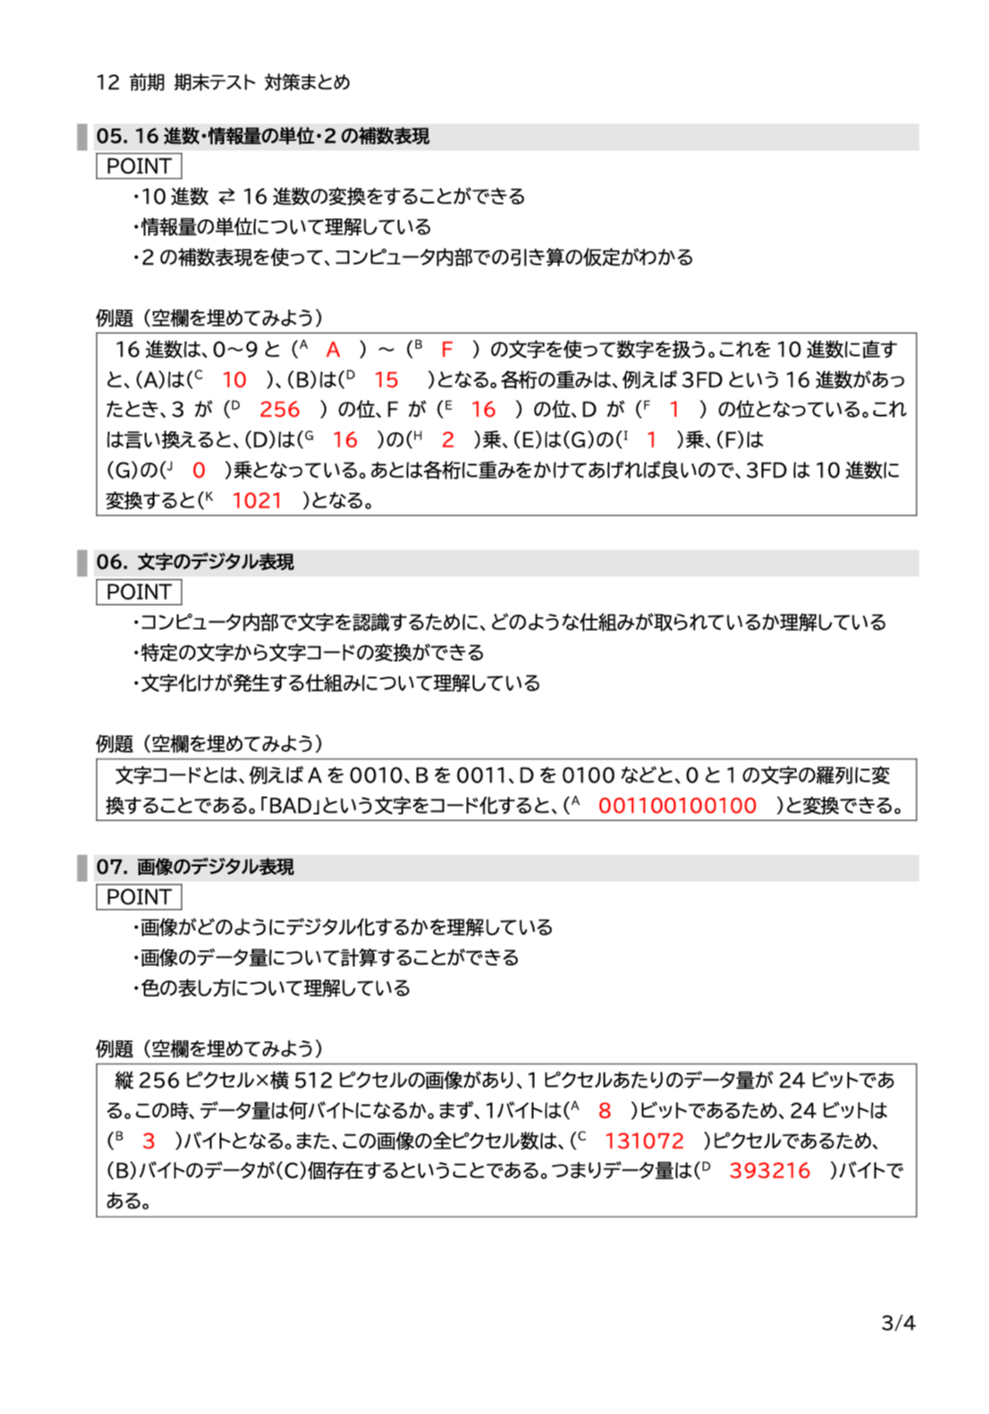 12 前期 期末テスト 対策まとめ
05. 16 進数・情報量の単位・2 の補数表現
POINT
・10 進数 ⇄ 16 進数の変換をすることができる
・情報量の単位について理解している
・2 の補数表現を使って、コンピュータ内部での引き算の仮定がわかる
例題（空欄を埋めてみよう）
16 進数は、0～9 と（A A ）～（B F ）の文字を使って数字を扱う。これを 10 進数に直す
と、(A)は(C 10 )、(B)は(D 15 )となる。各桁の重みは、例えば 3FD という 16 進数があっ
たとき、3 が（D 256 ）の位、F が（E 16 ）の位、D が（F 1 ）の位となっている。これ
は言い換えると、(D)は(G 16 )の(H 2 )乗、(E)は(G)の(I 1 )乗、(F)は
(G)の(J 0 )乗となっている。あとは各桁に重みをかけてあげれば良いので、3FD は 10 進数に
変換すると(K 1021 )となる。
06. 文字のデジタル表現
POINT
・コンピュータ内部で文字を認識するために、どのような仕組みが取られているか理解している
・特定の文字から文字コードの変換ができる
・文字化けが発生する仕組みについて理解している
例題（空欄を埋めてみよう）
文字コードとは、例えば A を 0010、B を 0011、D を 0100 などと、0 と 1 の文字の羅列に変
換することである。「BAD」という文字をコード化すると、(A 001100100100 )と変換できる。
07. 画像のデジタル表現
POINT
・画像がどのようにデジタル化するかを理解している
・画像のデータ量について計算することができる
・色の表し方について理解している
例題（空欄を埋めてみよう）
縦 256 ピクセル×横 512 ピクセルの画像があり、1 ピクセルあたりのデータ量が 24 ビットであ
る。この時、データ量は何バイトになるか。まず、1バイトは(A 8 )ビットであるため、24 ビットは
(B 3 )バイトとなる。また、この画像の全ピクセル数は、(C 131072 )ピクセルであるため、
(B)バイトのデータが(C)個存在するということである。つまりデータ量は(D 393216 )バイトで
ある。
3/4